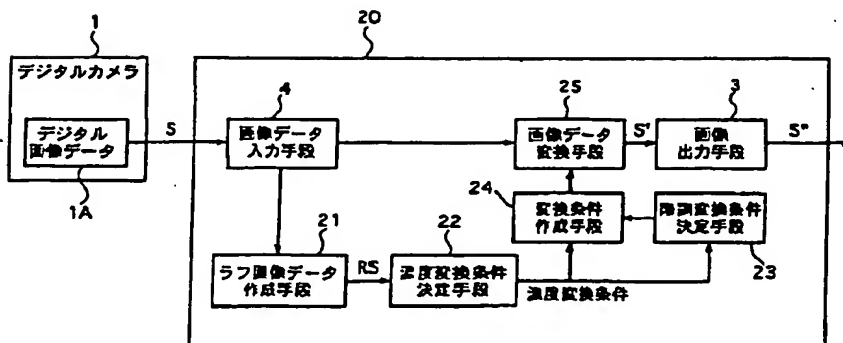 1
20
デジタルカメラ
デジタル
画像データ
1A
S
4
画像データ
入力手段
25
画像データ
変換手段
S'
3
画像
出力手段
S"
24
変換条件
作成手段
階調変換条件
決定手段
23
21
ラフ画像データ
作成手段
RS
22
濃度変換条件
決定手段
濃度変換条件